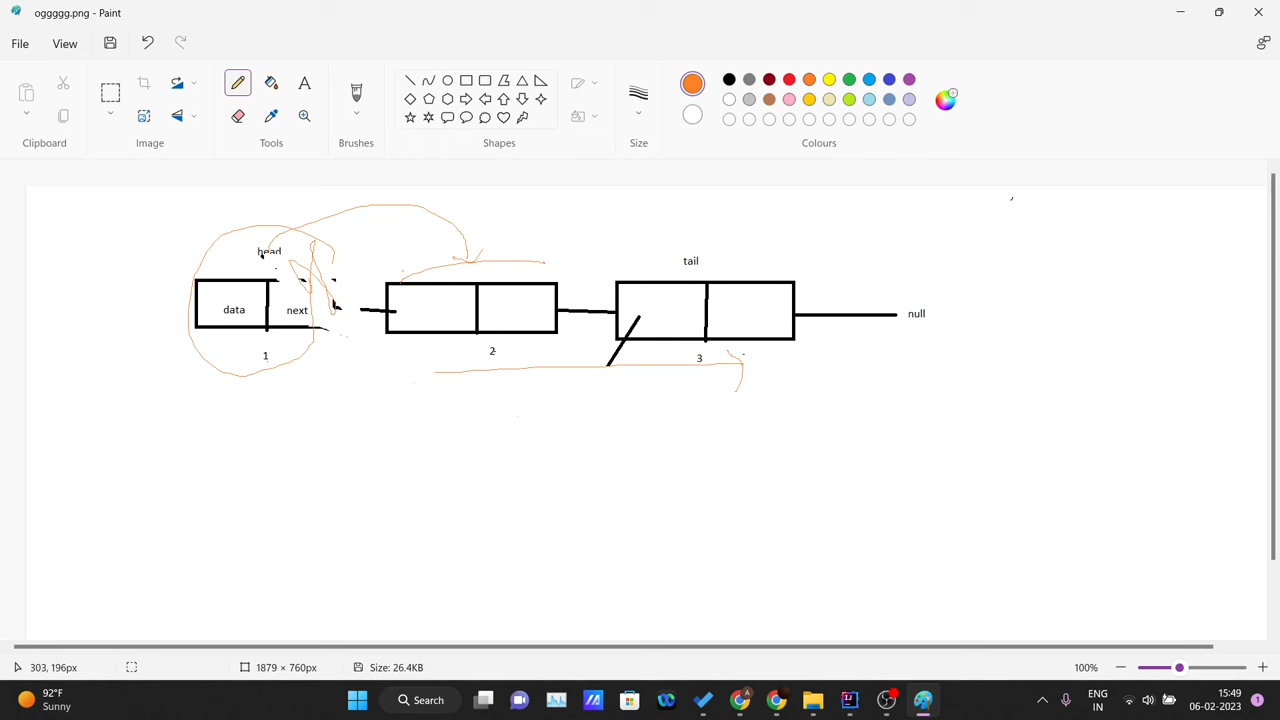 oggggg.png - Paint
File View
Clipboard Image Tools Brushes Shapes Size Colours
head
tail
data next
null
1
2
3
303, 196px 1879 × 760px Size: 26.4KB 100%
92°F
Sunny
Search
ENG
IN
15:49
06-02-2023
1